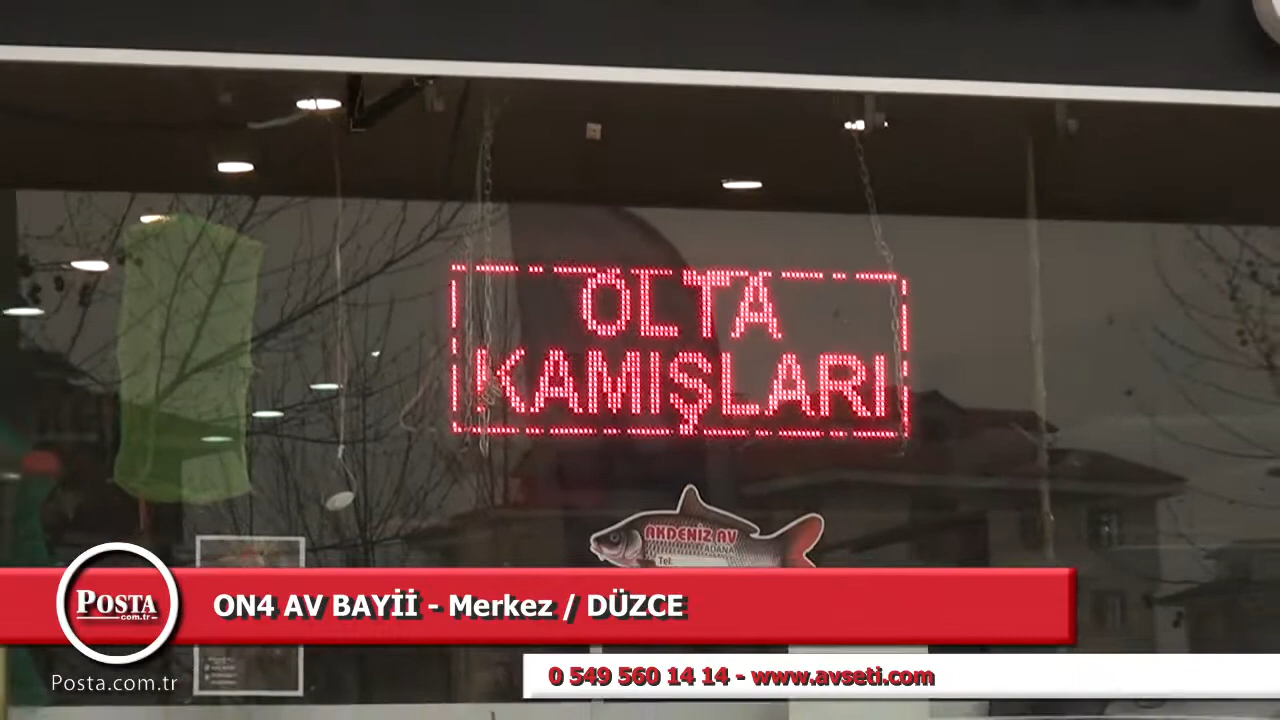 OLTA
KAMIŞLARI
AKDENİZ AV
ADANA
Tel:
POSTA
com.tr
ON4 AV BAYİİ - Merkez / DÜZCE
0 549 560 14 14 - www.avseti.com
Posta.com.tr